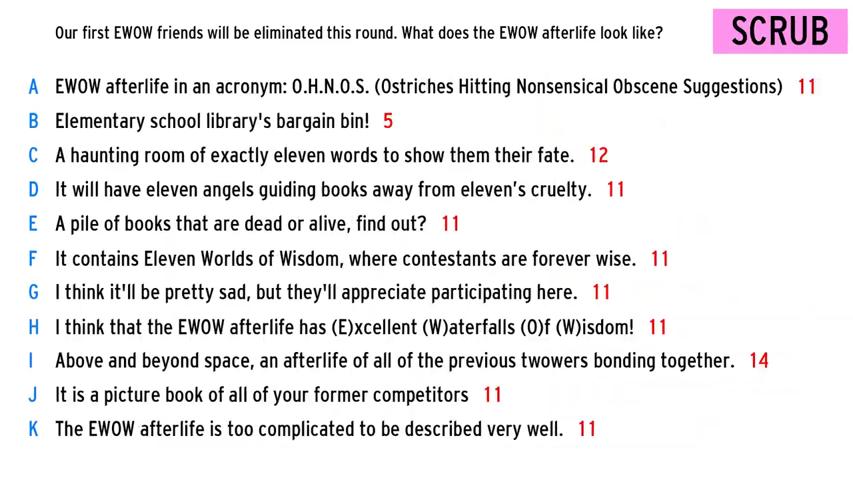 Our first EWOW friends will be eliminated this round. What does the EWOW afterlife look like?
SCRUB
A EWOW afterlife in an acronym: O.H.N.O.S. (Ostriches Hitting Nonsensical Obscene Suggestions) 11
B Elementary school library's bargain bin! 5
C A haunting room of exactly eleven words to show them their fate. 12
D It will have eleven angels guiding books away from eleven's cruelty. 11
E A pile of books that are dead or alive, find out? 11
F It contains Eleven Worlds of Wisdom, where contestants are forever wise. 11
G I think it'll be pretty sad, but they'll appreciate participating here. 11
H I think that the EWOW afterlife has (E)xcellent (W)aterfalls (O)f (W)isdom! 11
I Above and beyond space, an afterlife of all of the previous twowers bonding together. 14
J It is a picture book of all of your former competitors 11
K The EWOW afterlife is too complicated to be described very well. 11